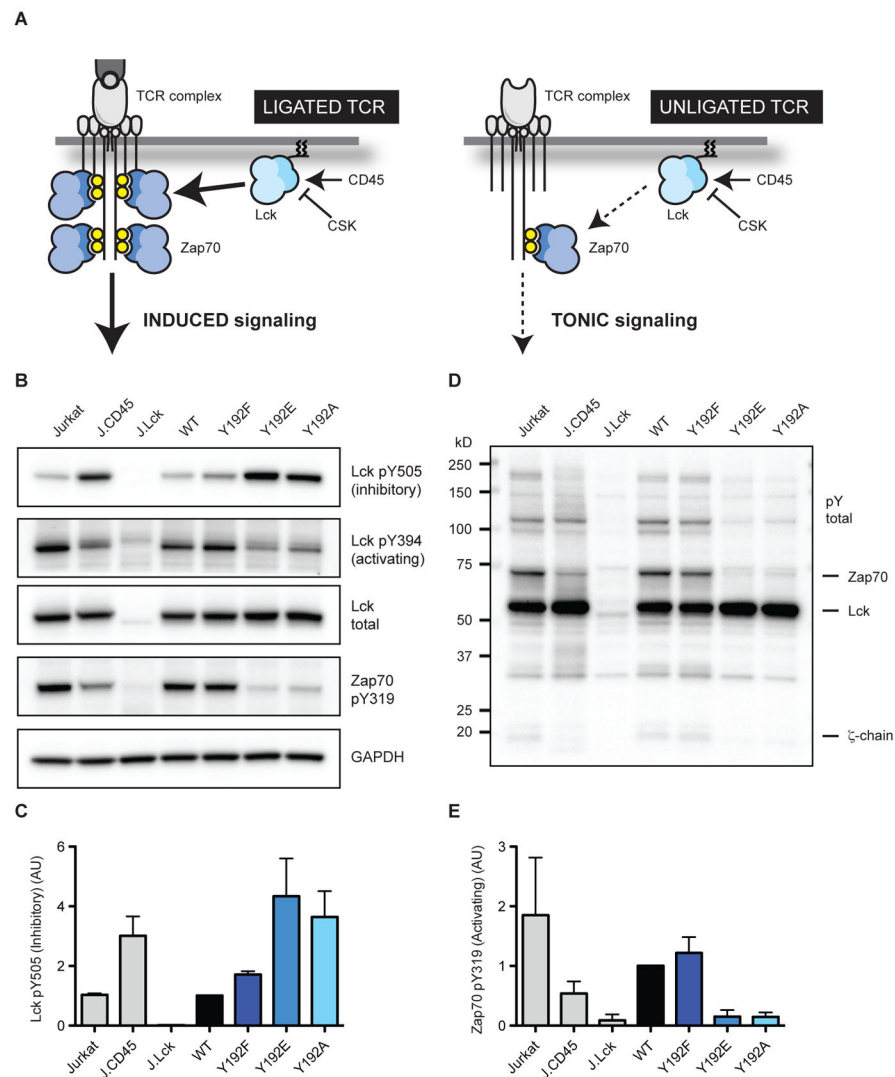 A
TCR complex
LIGATED TCR
CD45
Lck
CSK
Zap70
INDUCED signaling
TCR complex
UNLIGATED TCR
CD45
Lck
CSK
Zap70
TONIC signaling
B
Jurkat
J.CD45
J.Lck
WT
Y192F
Y192E
Y192A
Lck pY505
(inhibitory)
Lck pY394
(activating)
Lck
total
Zap70
pY319
GAPDH
D
Jurkat
J.CD45
J.Lck
WT
Y192F
Y192E
Y192A
kD
250
150
100
75
50
37
25
20
pY
total
Zap70
Lck
ζ-chain
C
Lck pY505 (Inhibitory) (AU)
6
4
2
0
Jurkat
J.CD45
J.Lck
WT
Y192F
Y192E
Y192A
E
Zap70 pY319 (Activating) (AU)
3
2
1
0
Jurkat
J.CD45
J.Lck
WT
Y192F
Y192E
Y192A